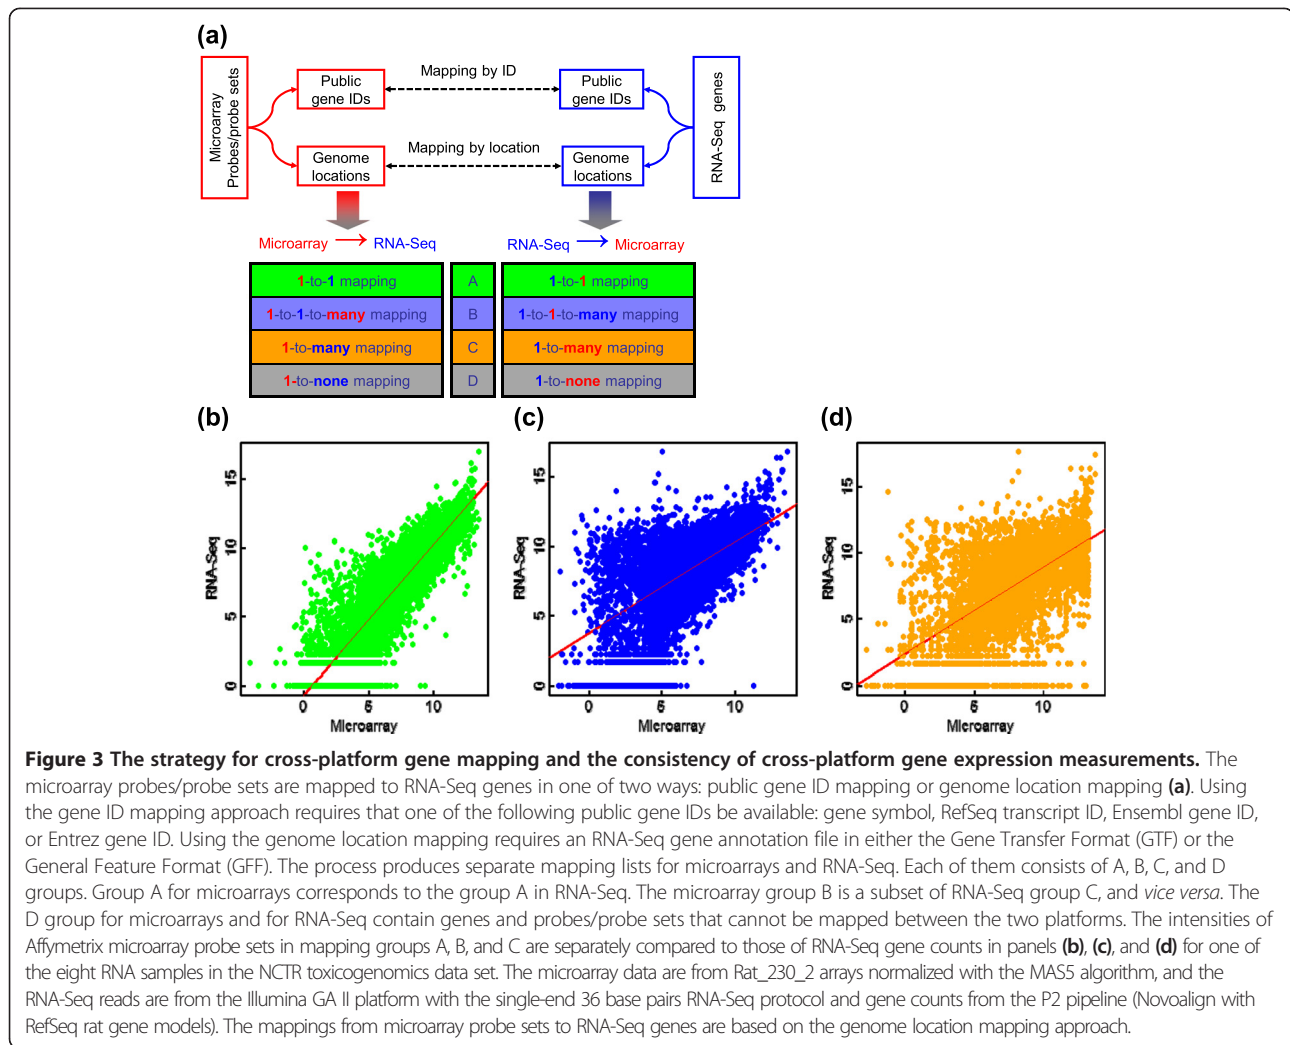 (a)
Microarray
Probes/probe sets
Public
gene IDs
Mapping by ID
Public
gene IDs
RNA-Seq genes
Genome
locations
Mapping by location
Genome
locations
Microarray → RNA-Seq
RNA-Seq → Microarray
1-to-1 mapping A 1-to-1 mapping
1-to-1-to-many mapping B 1-to-1-to-many mapping
1-to-many mapping C 1-to-many mapping
1-to-none mapping D 1-to-none mapping
(b)
RNA-Seq
0 5 10 15
0 5 10
Microarray
(c)
RNA-Seq
0 5 10 15
0 5 10
Microarray
(d)
RNA-Seq
0 5 10 15
0 5 10
Microarray
Figure 3 The strategy for cross-platform gene mapping and the consistency of cross-platform gene expression measurements. The
microarray probes/probe sets are mapped to RNA-Seq genes in one of two ways: public gene ID mapping or genome location mapping (a). Using
the gene ID mapping approach requires that one of the following public gene IDs be available: gene symbol, RefSeq transcript ID, Ensembl gene ID,
or Entrez gene ID. Using the genome location mapping requires an RNA-Seq gene annotation file in either the Gene Transfer Format (GTF) or the
General Feature Format (GFF). The process produces separate mapping lists for microarrays and RNA-Seq. Each of them consists of A, B, C, and D
groups. Group A for microarrays corresponds to the group A in RNA-Seq. The microarray group B is a subset of RNA-Seq group C, and vice versa. The
D group for microarrays and for RNA-Seq contain genes and probes/probe sets that cannot be mapped between the two platforms. The intensities of
Affymetrix microarray probe sets in mapping groups A, B, and C are separately compared to those of RNA-Seq gene counts in panels (b), (c), and (d) for one of
the eight RNA samples in the NCTR toxicogenomics data set. The microarray data are from Rat_230_2 arrays normalized with the MAS5 algorithm, and the
RNA-Seq reads are from the Illumina GA II platform with the single-end 36 base pairs RNA-Seq protocol and gene counts from the P2 pipeline (Novoalign with
RefSeq rat gene models). The mappings from microarray probe sets to RNA-Seq genes are based on the genome location mapping approach.